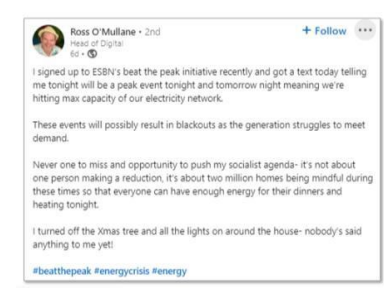 Ross O'Mullane • 2nd
+ Follow
Head of Digital
6d •
I signed up to ESBN's beat the peak initiative recently and got a text today telling
me tonight will be a peak event tonight and tomorrow night meaning we're
hitting max capacity of our electricity network.
These events will possibly result in blackouts as the generation struggles to meet
demand.
Never one to miss and opportunity to push my socialist agenda- it's not about
one person making a reduction, it's about two million homes being mindful during
these times so that everyone can have enough energy for their dinners and
heating tonight.
I turned off the Xmas tree and all the lights on around the house- nobody's said
anything to me yet!
#beatthepeak #energycrisis #energy